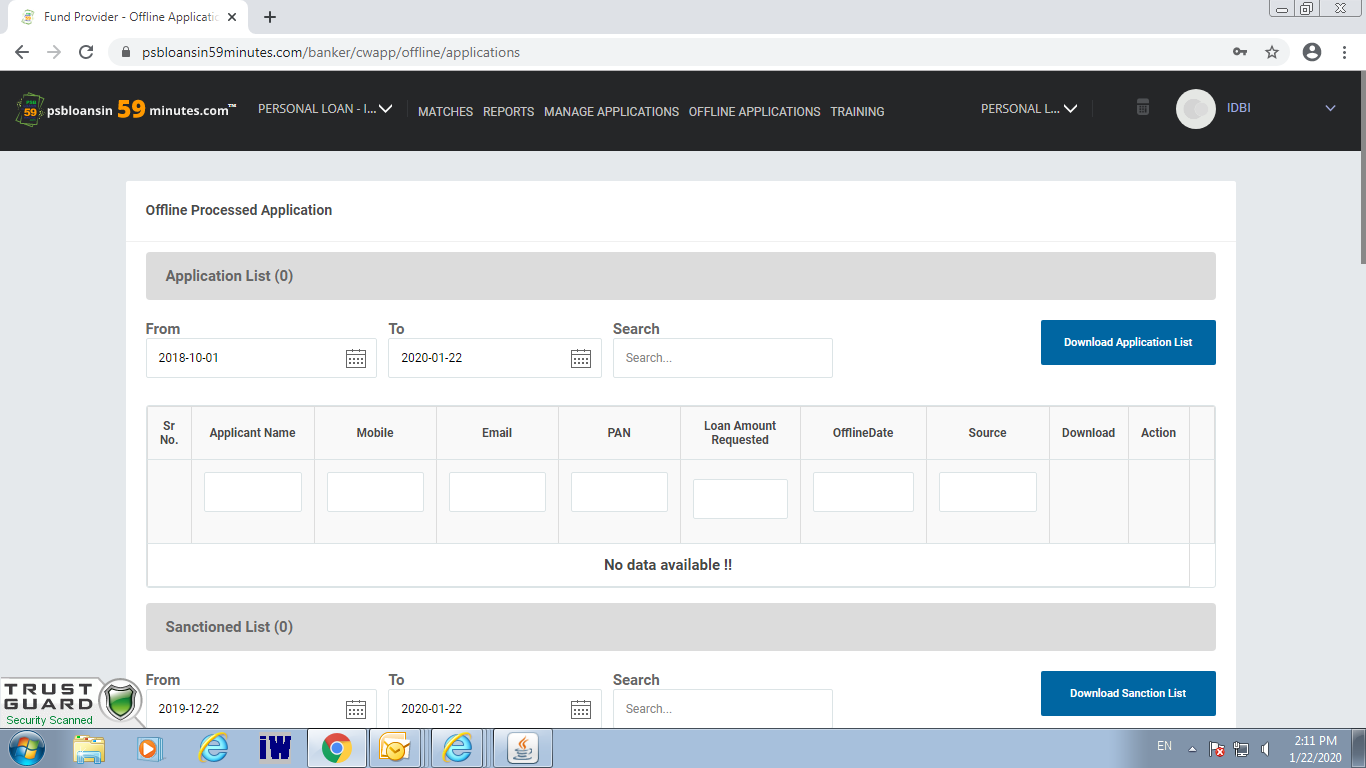 Fund Provider - Offline Applicatio
psbloansin59minutes.com/banker/cwapp/offline/applications
psbloansin 59 minutes.com™
PERSONAL LOAN - I...
MATCHES REPORTS MANAGE APPLICATIONS OFFLINE APPLICATIONS TRAINING
PERSONAL L...
IDBI
Offline Processed Application
Application List (0)
From To Search
2018-10-01 2020-01-22 Search...
Download Application List
Sr No. Applicant Name Mobile Email PAN Loan Amount Requested OfflineDate Source Download Action
No data available !!
Sanctioned List (0)
From To Search
2019-12-22 2020-01-22 Search...
Download Sanction List
TRUST
GUARD
Security Scanned
iW
EN
2:11 PM
1/22/2020